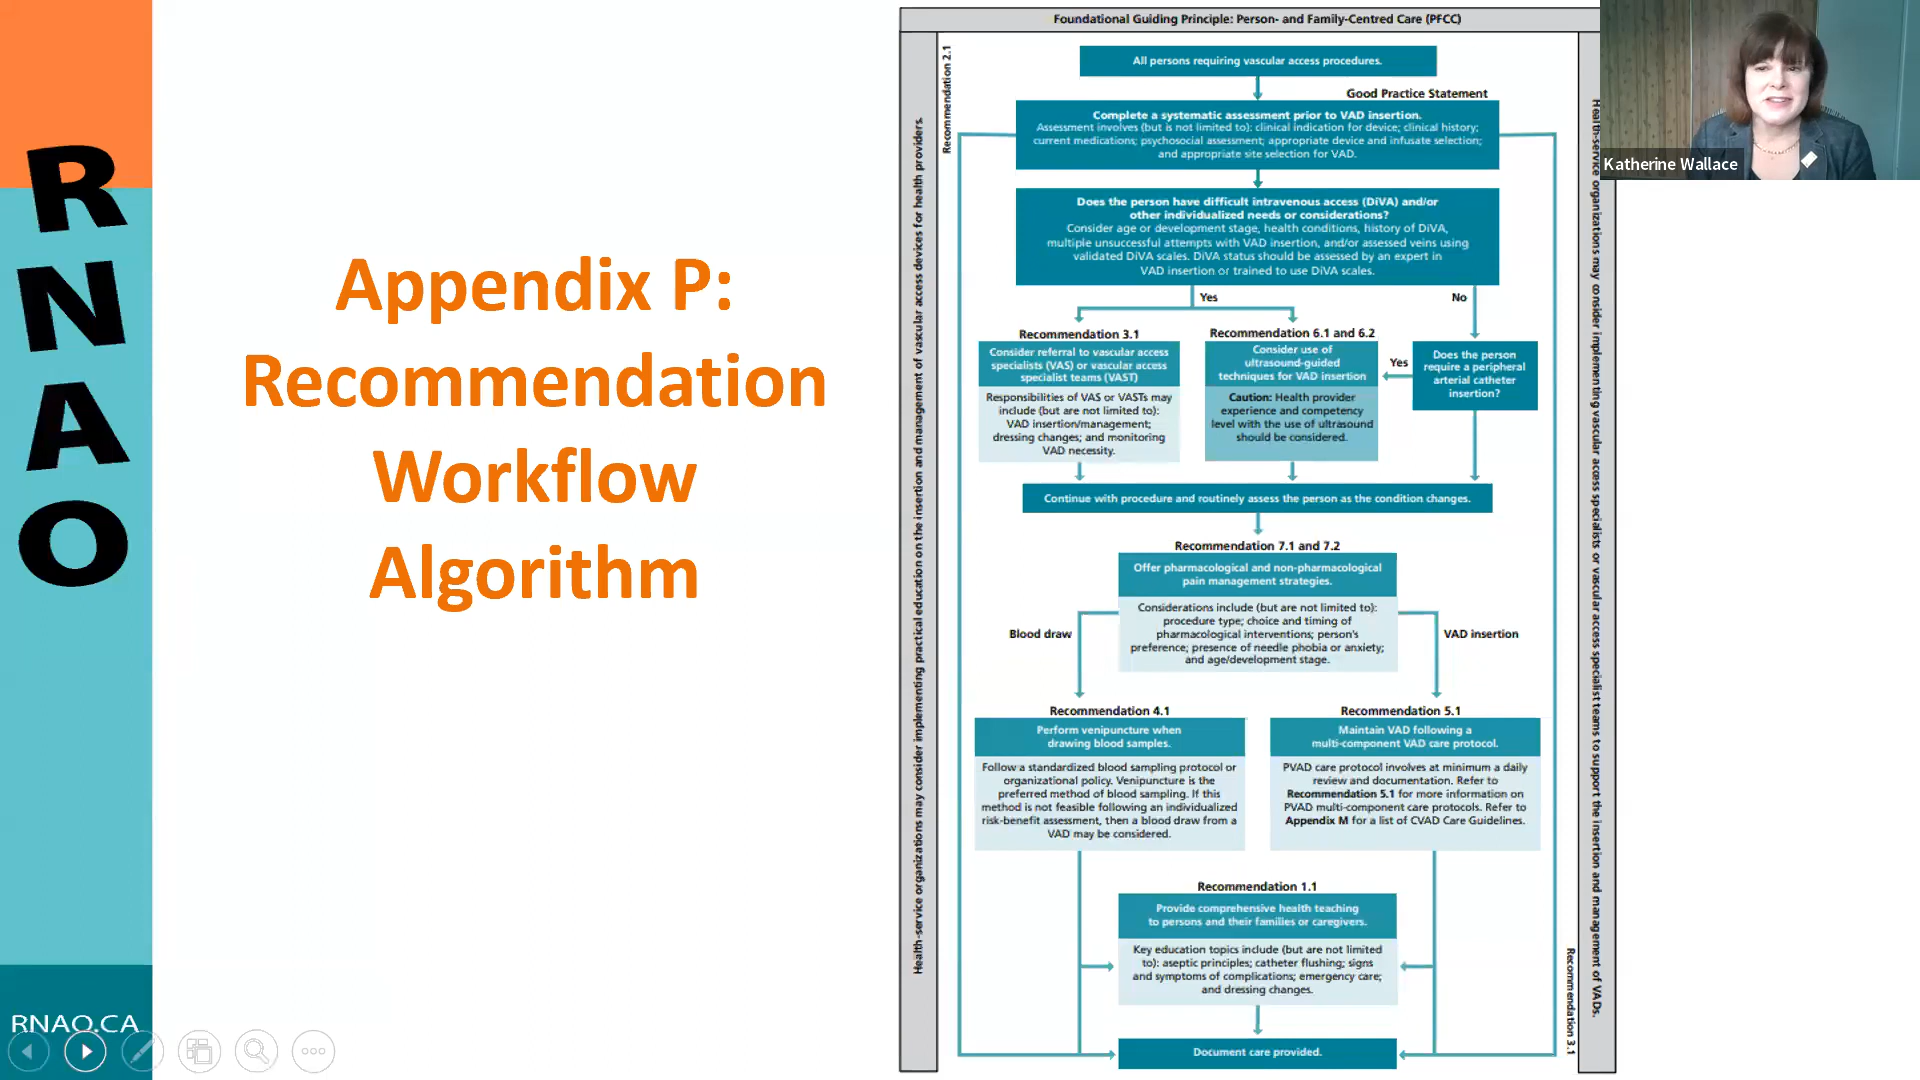 RNAO
Appendix P:
Recommendation
Workflow
Algorithm
RNAO.CA
Foundational Guiding Principle: Person- and Family-Centred Care (PFCC)
Recommendation 2.1
Health-service organizations may consider implementing practical education on the insertion and management of vascular access devices for health providers.
All persons requiring vascular access procedures.
Good Practice Statement
Complete a systematic assessment prior to VAD insertion.
Assessment involves (but is not limited to): clinical indication for device; clinical history;
current medications; psychosocial assessment; appropriate device and infusate selection;
and appropriate site selection for VAD.
Does the person have difficult intravenous access (DiVA) and/or
other individualized needs or considerations?
Consider age or development stage, health conditions, history of DiVA,
multiple unsuccessful attempts with VAD insertion, and/or assessed veins using
validated DiVA scales. DiVA status should be assessed by an expert in
VAD insertion or trained to use DiVA scales.
Yes
No
Recommendation 3.1
Consider referral to vascular access
specialists (VAS) or vascular access
specialist teams (VAST)
Responsibilities of VAS or VASTs may
include (but are not limited to):
VAD insertion/management;
dressing changes; and monitoring
VAD necessity.
Recommendation 6.1 and 6.2
Consider use of
ultrasound-guided
techniques for VAD insertion
Caution: Health provider
experience and competency
level with the use of ultrasound
should be considered.
Yes
Does the person
require a peripheral
arterial catheter
insertion?
Continue with procedure and routinely assess the person as the condition changes.
Recommendation 7.1 and 7.2
Offer pharmacological and non-pharmacological
pain management strategies.
Considerations include (but are not limited to):
procedure type; choice and timing of
pharmacological interventions; person's
preference; presence of needle phobia or anxiety;
and age/development stage.
Blood draw
VAD insertion
Recommendation 4.1
Perform venipuncture when
drawing blood samples.
Follow a standardized blood sampling protocol or
organizational policy. Venipuncture is the
preferred method of blood sampling. If this
method is not feasible following an individualized
risk-benefit assessment, then a blood draw from a
VAD may be considered.
Recommendation 5.1
Maintain VAD following a
multi-component VAD care protocol.
PVAD care protocol involves at minimum a daily
review and documentation. Refer to
Recommendation 5.1 for more information on
PVAD multi-component care protocols. Refer to
Appendix M for a list of CVAD Care Guidelines.
Recommendation 1.1
Provide comprehensive health teaching
to persons and their families or caregivers.
Key education topics include (but are not limited
to): aseptic principles; catheter flushing; signs
and symptoms of complications; emergency care;
and dressing changes.
Document care provided.
Recommendation 3.1
Health-service organizations may consider implementing vascular access specialists or vascular access specialist teams to support the insertion and management of VADs.
Katherine Wallace